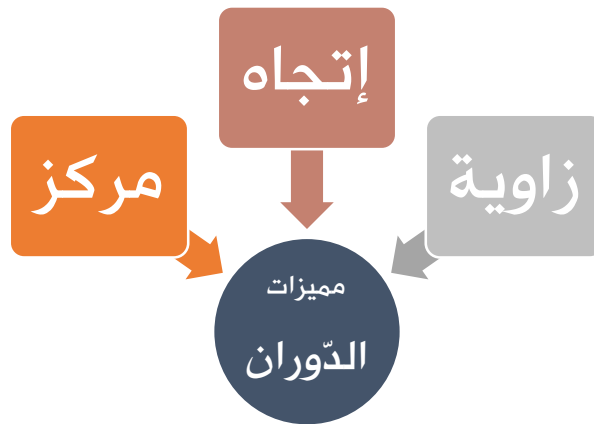 إتجاه
زاوية
مركز
مميزات
الدّوران